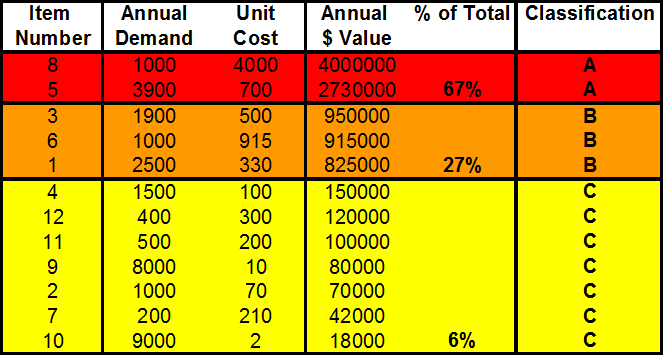 Item Number Annual Demand Unit Cost Annual $ Value % of Total Classification
8 1000 4000 4000000 A
5 3900 700 2730000 67% A
3 1900 500 950000 B
6 1000 915 915000 B
1 2500 330 825000 27% B
4 1500 100 150000 C
12 400 300 120000 C
11 500 200 100000 C
9 8000 10 80000 C
2 1000 70 70000 C
7 200 210 42000 C
10 9000 2 18000 6% C